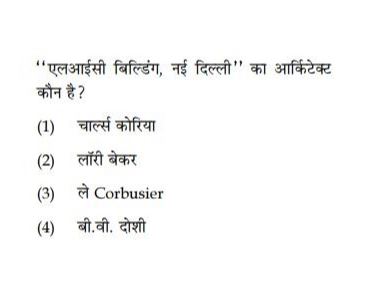 ‘‘एलआईसी बिल्डिंग, नई दिल्ली’’ का आर्किटेक्ट
कौन है?
(1) चार्ल्स कोरिया
(2) लॉरी बेकर
(3) ले Corbusier
(4) बी.वी. दोशी